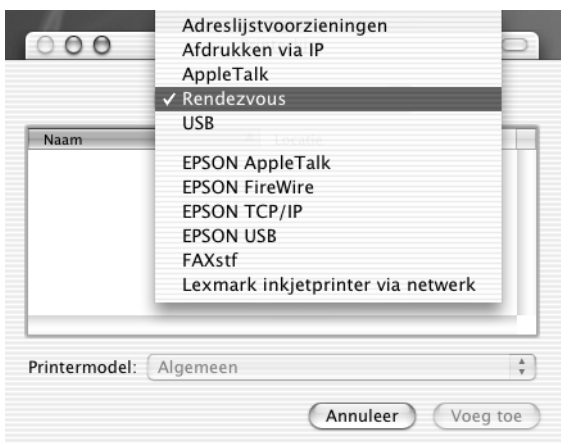 Adreslijstvoorzieningen
Afdrukken via IP
AppleTalk
✓ Rendezvous
USB
Naam
Locatie
EPSON AppleTalk
EPSON FireWire
EPSON TCP/IP
EPSON USB
FAXstf
Lexmark inkjetprinter via netwerk
Printermodel: Algemeen
Annuleer Voeg toe